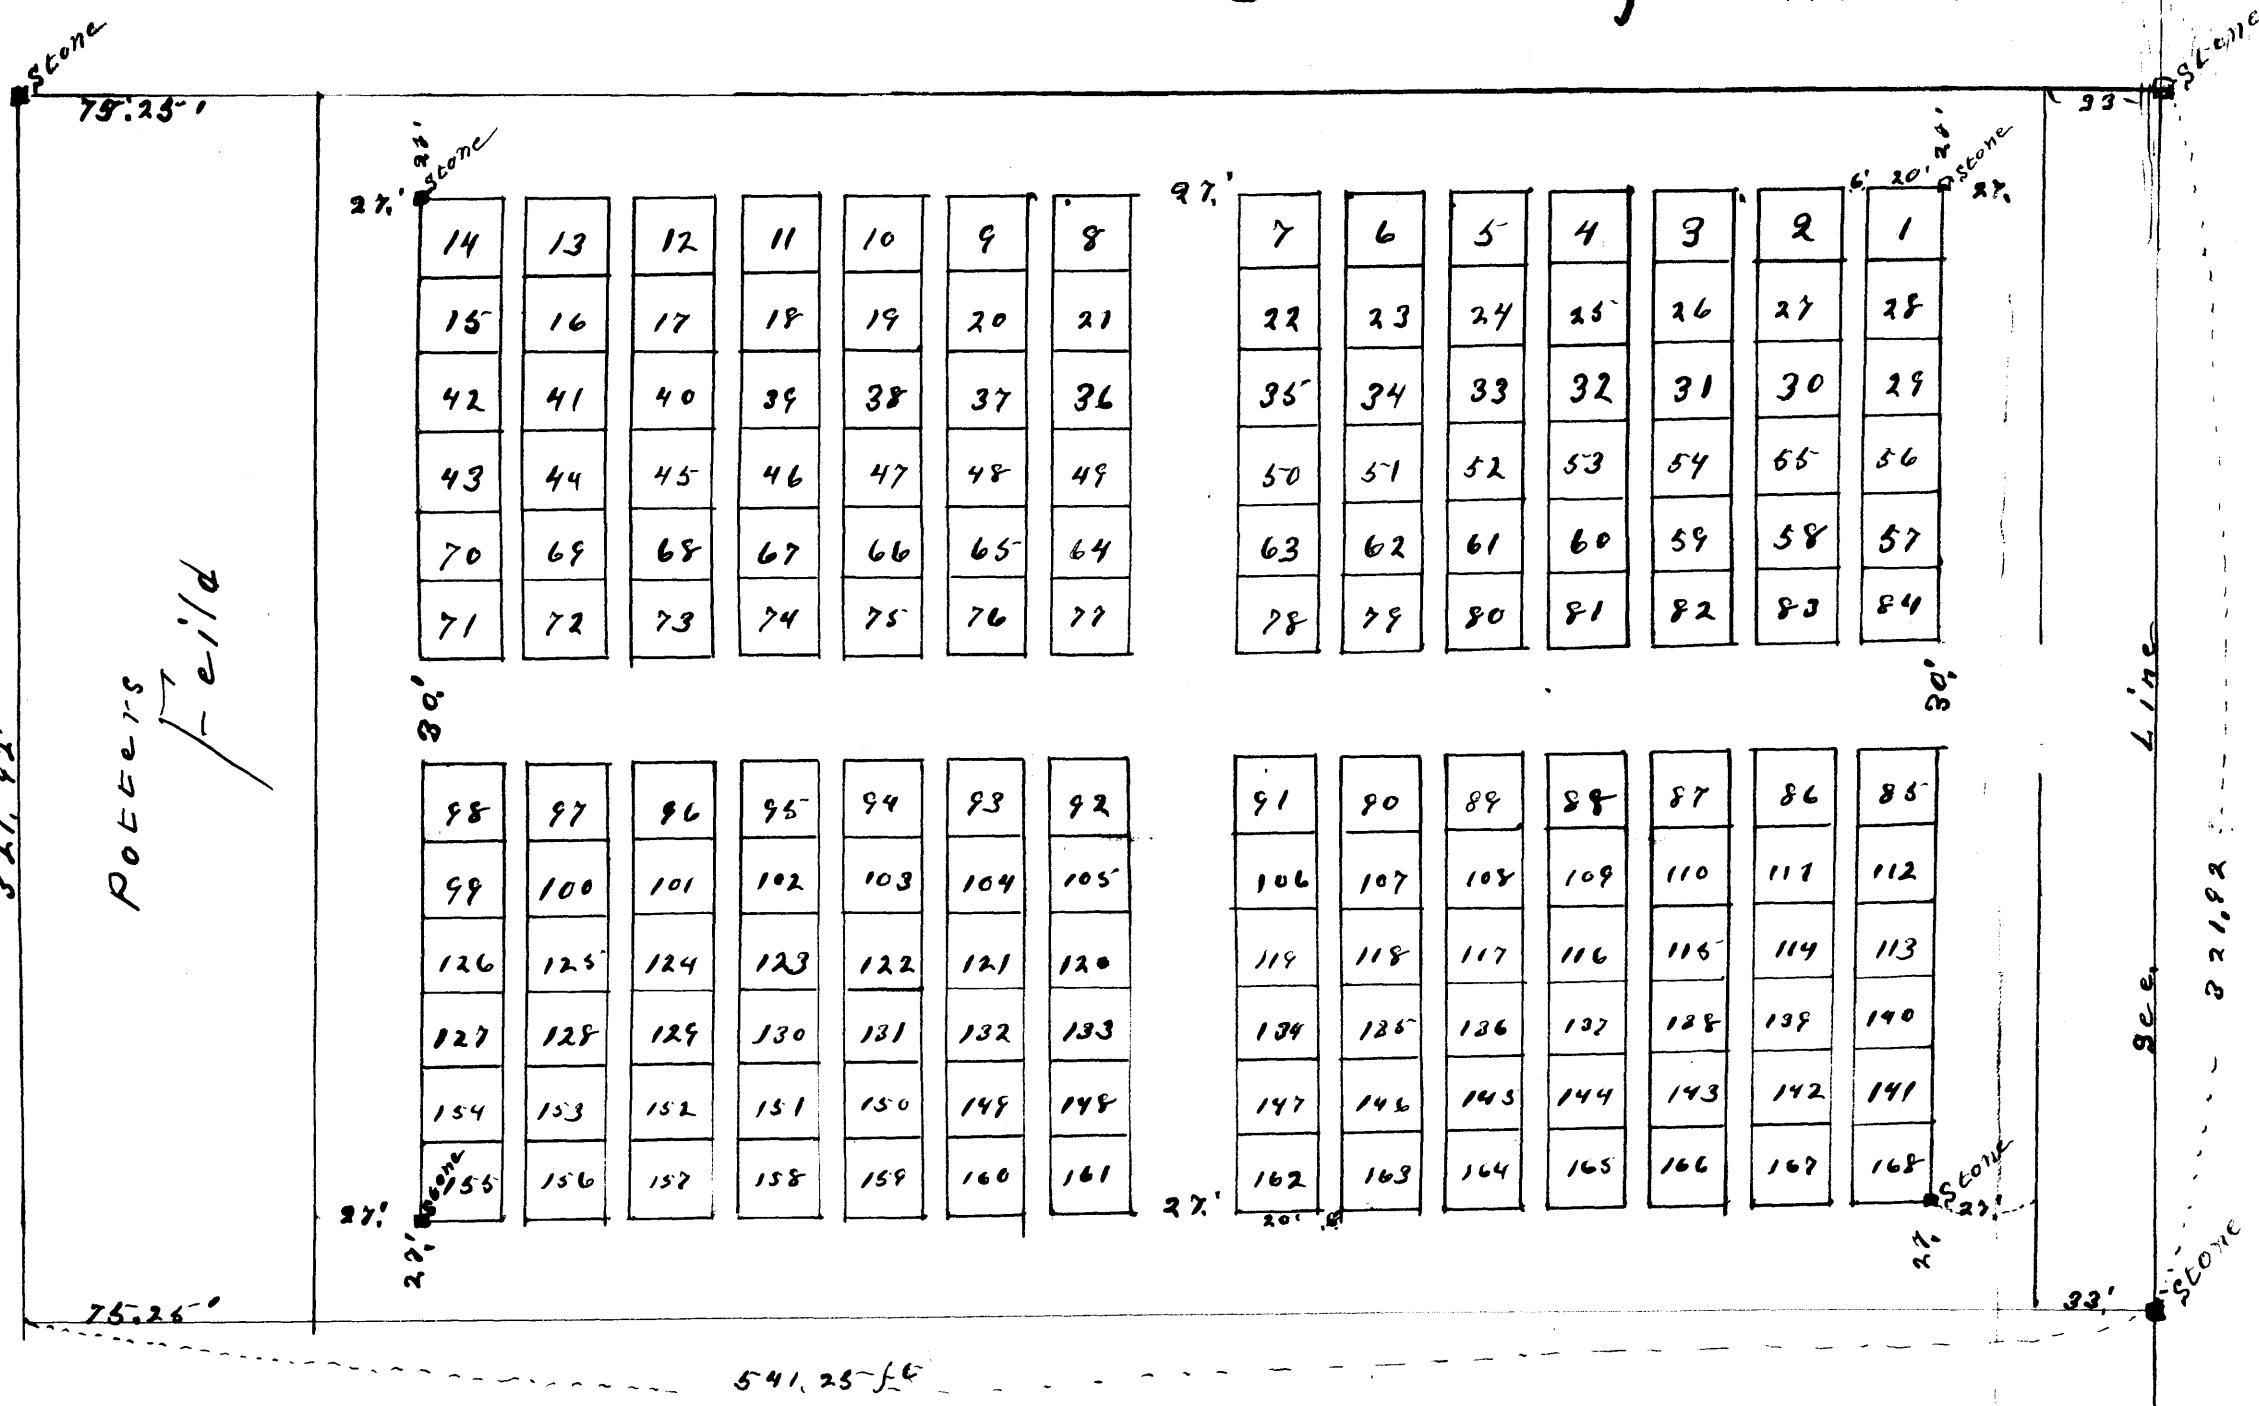 Stone Stone
75.25' 33
27' Stone 27' 6' 20' 27' Stone 27.
27.'
14 13 12 11 10 9 8 7 6 5 4 3 2 1
15 16 17 18 19 20 21 22 23 24 25 26 27 28
42 41 40 39 38 37 36 35 34 33 32 31 30 29
43 44 45 46 47 48 49 50 51 52 53 54 55 56
70 69 68 67 66 65 64 63 62 61 60 59 58 57
71 72 73 74 75 76 77 78 79 80 81 82 83 84
Potters
Feild
30.' 30.'
98 97 96 95 94 93 92 91 90 89 88 87 86 85
99 100 101 102 103 104 105 106 107 108 109 110 111 112
126 125 124 123 122 121 120 119 118 117 116 115 114 113
127 128 129 130 131 132 133 134 135 136 137 138 139 140
154 153 152 151 150 149 148 147 146 145 144 143 142 141
155 156 157 158 159 160 161 162 163 164 165 166 167 168
Stone Stone
27.' 27.' 20' 6 27.'
27.' 27.
Sec. Line
321.92
321.92'
75.25' 33.' Stone
541.25 ft